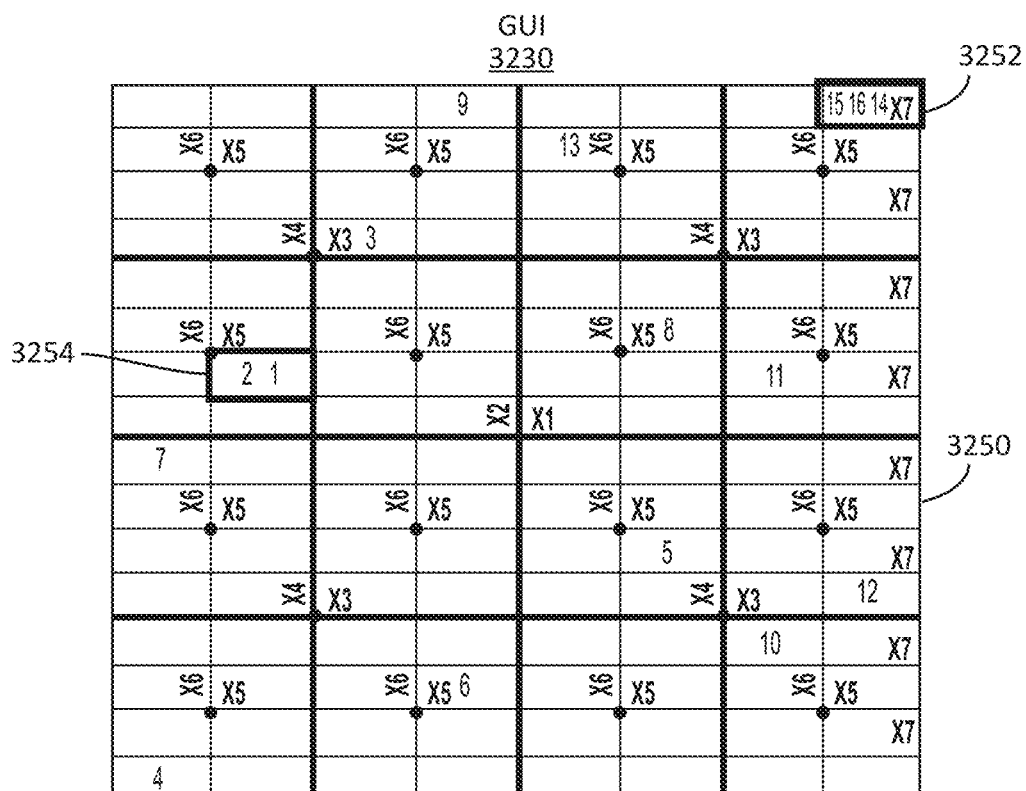 GUI
3230
3252
9
15 16 14 X7
X6 X5 X6 X5 13 X6 X5 X6 X5
X7
X4 X3 3 X4 X3
X7
X6 X5 X6 X5 X6 X5 8 X6 X5
3254
2 1 11 X7
X2 X1
7 X7
3250
X6 X5 X6 X5 X6 X5 X6 X5
5 X7
X4 X3 X4 X3 12
10 X7
X6 X5 X6 X5 6 X6 X5 X6 X5
X7
4